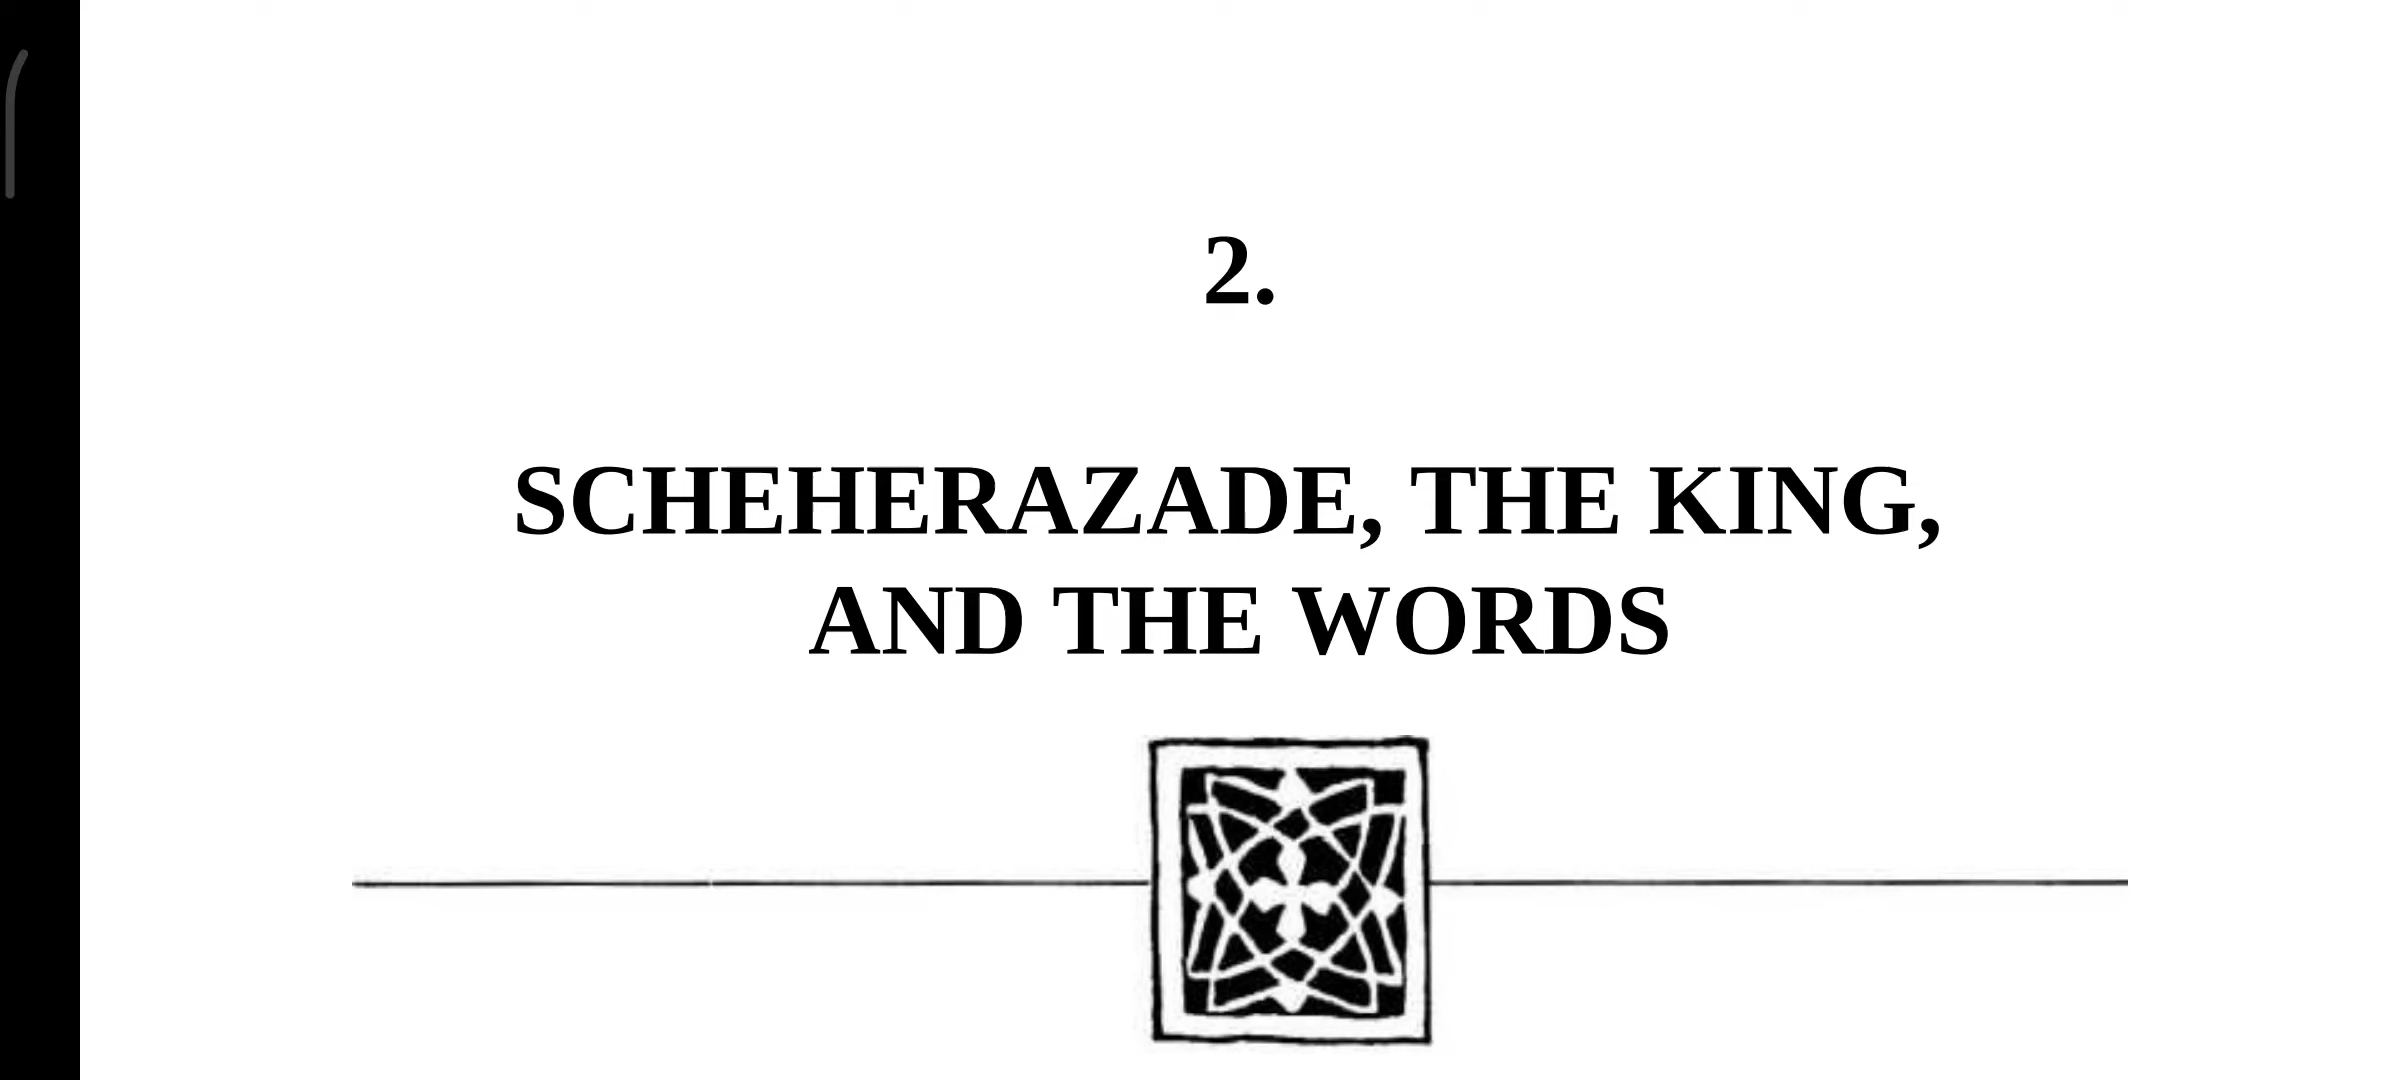 2.
SCHEHERAZADE, THE KING,
AND THE WORDS